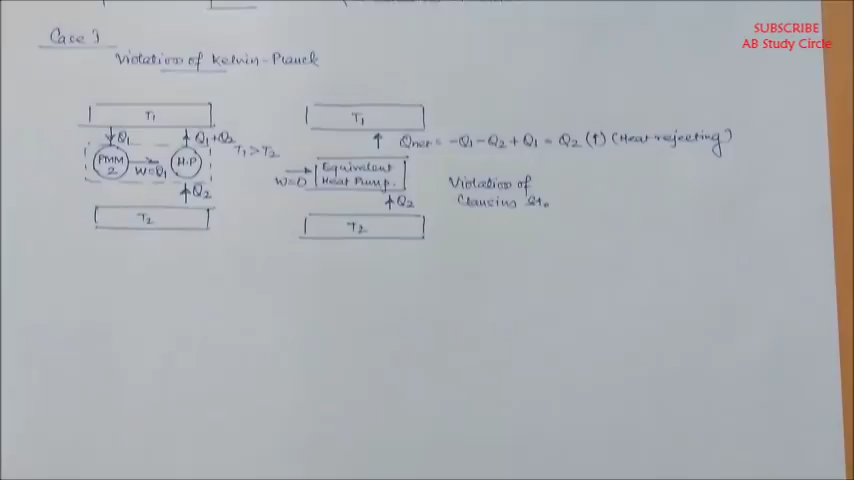 SUBSCRIBE
AB Study Circle
Case 1
Violation of Kelvin-Planck
T1
Q1
Q1+Q2
T1 > T2
PMM
2
W=Q1
H.P
Q2
T2
T1
Qnet = -Q1 - Q2 + Q1 = Q2 (↑) (Heat rejecting)
W=0
Equivalent
Heat Pump.
Q2
T2
Violation of
Clausius St.